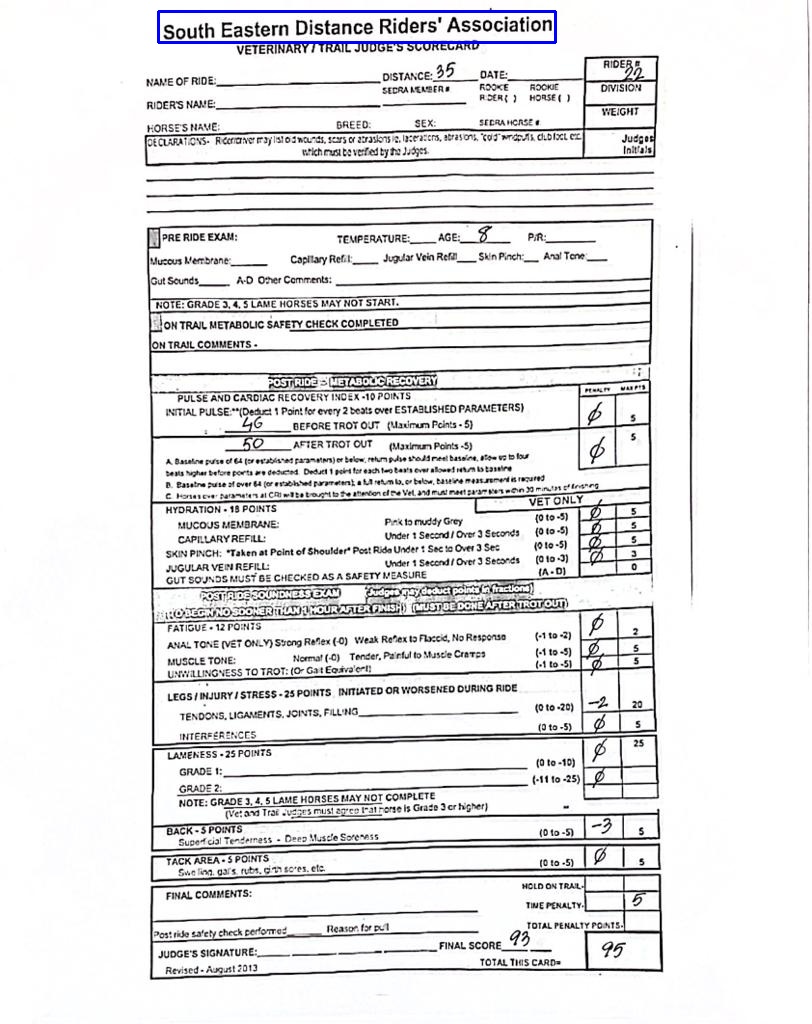 South Eastern Distance Riders' Association
VETERINARY / TRAIL JUDGE'S SCORECARD
NAME OF RIDE: DISTANCE: 35 DATE: RIDER # 22
SEDRA MEMBER # ROOKIE RIDER ( ) ROOKIE HORSE ( ) DIVISION
RIDER'S NAME:
WEIGHT
HORSE'S NAME: BREED: SEX: SEDRA HORSE #
DECLARATIONS- Rider/driver may list old wounds, scars or abrasions ie, lacerations, abrasions, "cold" windpuffs, club foot, etc. Judges
which must be verified by the Judges. Initials
PRE RIDE EXAM: TEMPERATURE: AGE: 8 P/R:
Mucous Membrane: Capillary Refil: Jugular Vein Refill Skin Pinch: Anal Tone:
Gut Sounds A-D Other Comments:
NOTE: GRADE 3, 4, 5 LAME HORSES MAY NOT START.
ON TRAIL METABOLIC SAFETY CHECK COMPLETED
ON TRAIL COMMENTS -
POST RIDE - METABOLIC RECOVERY
PULSE AND CARDIAC RECOVERY INDEX -10 POINTS PENALTY MAX PTS
INITIAL PULSE:**(Deduct 1 Point for every 2 beats over ESTABLISHED PARAMETERS)
46 BEFORE TROT OUT (Maximum Points - 5) ∅ 5
50 AFTER TROT OUT (Maximum Points -5) ∅ 5
A. Baseline pulse of 64 (or established parameters) or below, return pulse should meet baseline, allow up to four
beats higher before points are deducted. Deduct 1 point for each two beats over allowed return to baseline
B. Baseline pulse of over 64 (or established parameters), a full return to, or below, baseline measurement is required
C. Horses over parameters at CRI will be brought to the attention of the Vet, and must meet parameters within 30 minutes of finishing
HYDRATION - 18 POINTS VET ONLY
MUCOUS MEMBRANE: Pink to muddy Grey (0 to -5) ∅ 5
CAPILLARY REFILL: Under 1 Second / Over 3 Seconds (0 to -5) ∅ 5
SKIN PINCH: *Taken at Point of Shoulder* Post Ride Under 1 Sec to Over 3 Sec (0 to -5) ∅ 5
JUGULAR VEIN REFILL: Under 1 Second / Over 3 Seconds (0 to -3) ∅ 3
GUT SOUNDS MUST BE CHECKED AS A SAFETY MEASURE (A - D) 0
POST RIDE SOUNDNESS EXAM (Judges may deduct points in fractions)
(TO BEGIN NO SOONER THAN 1 HOUR AFTER FINISH) (MUST BE DONE AFTER TROT OUT)
FATIGUE - 12 POINTS
ANAL TONE (VET ONLY) Strong Reflex (-0) Weak Reflex to Flaccid, No Response (-1 to -2) ∅ 2
MUSCLE TONE: Normal (-0) Tender, Painful to Muscle Cramps (-1 to -5) ∅ 5
UNWILLINGNESS TO TROT: (Or Gait Equivalent) (-1 to -5) ∅ 5
LEGS / INJURY / STRESS - 25 POINTS INITIATED OR WORSENED DURING RIDE
TENDONS, LIGAMENTS, JOINTS, FILLING (0 to -20) -2 20
INTERFERENCES (0 to -5) ∅ 5
LAMENESS - 25 POINTS 25
GRADE 1: (0 to -10) ∅
GRADE 2: (-11 to -25) ∅
NOTE: GRADE 3, 4, 5 LAME HORSES MAY NOT COMPLETE
(Vet and Trail Judges must agree that horse is Grade 3 or higher)
BACK - 5 POINTS (0 to -5) -3 5
Superficial Tenderness - Deep Muscle Soreness
TACK AREA - 5 POINTS (0 to -5) ∅ 5
Swelling, galls, rubs, girth sores, etc.
HOLD ON TRAIL-
FINAL COMMENTS: TIME PENALTY- 5
Post ride safety check performed Reason for pull TOTAL PENALTY POINTS-
JUDGE'S SIGNATURE: FINAL SCORE 93 95
Revised - August 2013 TOTAL THIS CARD=